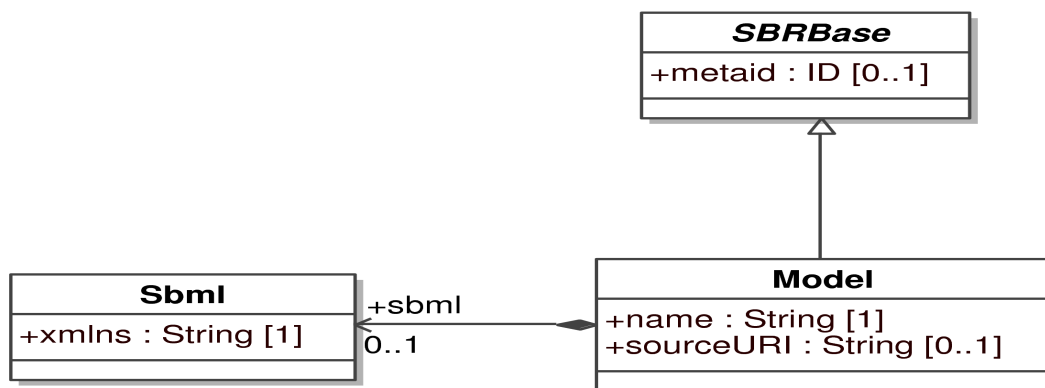 SBRBase
+metaid : ID [0..1]
Model
+name : String [1]
+sourceURI : String [0..1]
Sbml
+xmlns : String [1]
+sbml
0..1